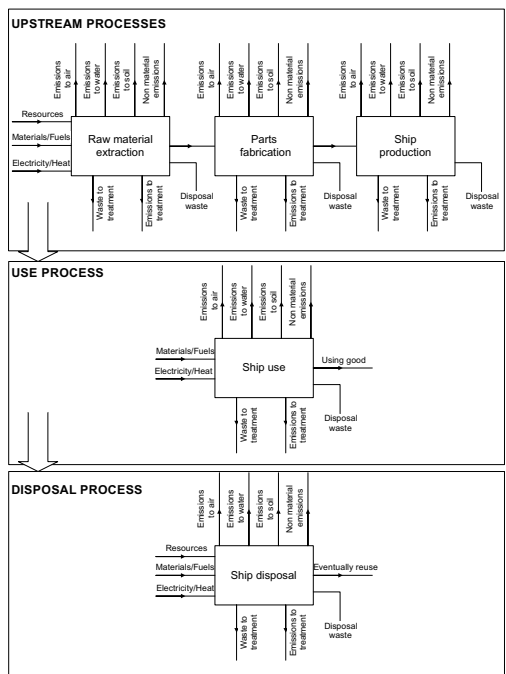 UPSTREAM PROCESSES
Emissions
to air
Emissions
to water
Emissions
to soil
Non material
emissions
Emissions
to air
Emissions
to water
Emissions
to soil
Non material
emissions
Emissions
to air
Emissions
to water
Emissions
to soil
Non material
emissions
Resources
Materials/Fuels
Electricity/Heat
Raw material
extraction
Parts
fabrication
Ship
production
Waste to
treatment
Emissions to
treatment
Disposal
waste
Waste to
treatment
Emissions to
treatment
Disposal
waste
Waste to
treatment
Emissions to
treatment
Disposal
waste
USE PROCESS
Emissions
to air
Emissions
to water
Emissions
to soil
Non material
emissions
Materials/Fuels
Electricity/Heat
Ship use
Using good
Waste to
treatment
Emissions to
treatment
Disposal
waste
DISPOSAL PROCESS
Emissions
to air
Emissions
to water
Emissions
to soil
Non material
emissions
Resources
Materials/Fuels
Electricity/Heat
Ship disposal
Eventually reuse
Waste to
treatment
Emissions to
treatment
Disposal
waste